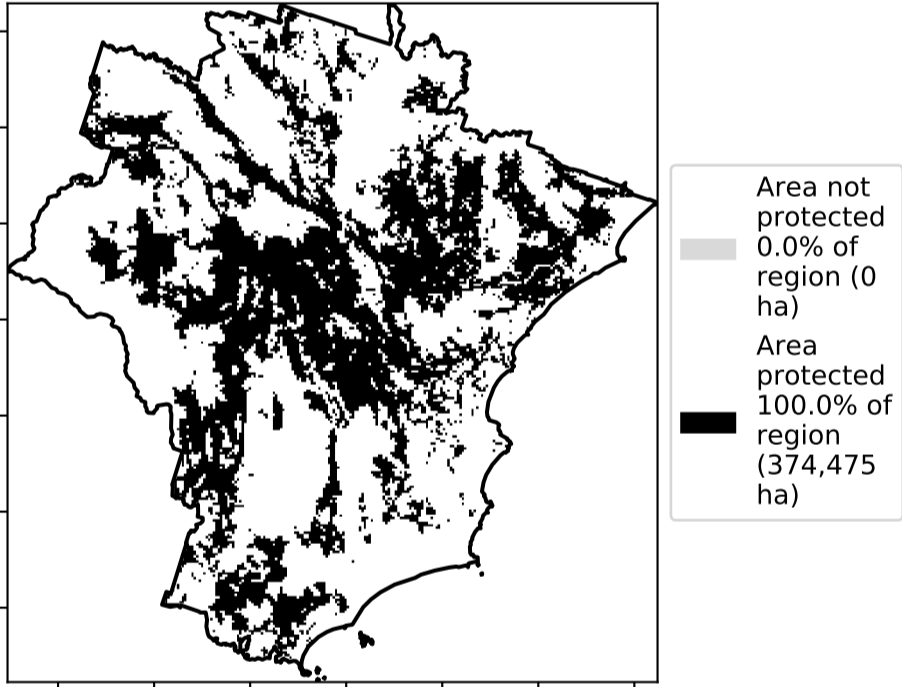 Area not
protected
0.0% of
region (0
ha)
Area
protected
100.0% of
region
(374,475
ha)